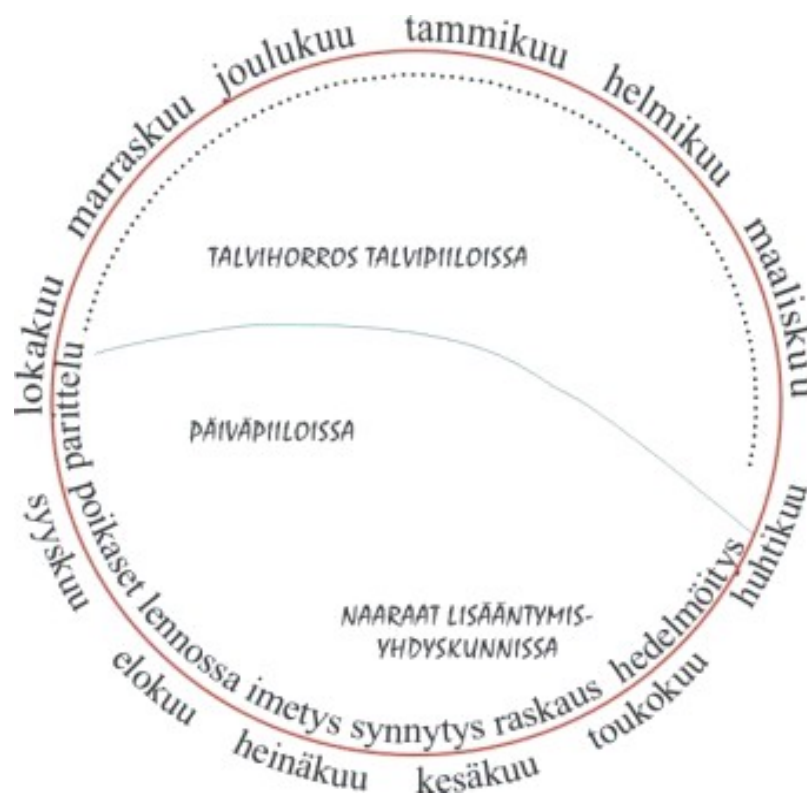 tammikuu
helmikuu
maaliskuu
huhtikuu
toukokuu
kesäkuu
heinäkuu
elokuu
syyskuu
lokakuu
marraskuu
joulukuu
TALVIHORROS TALVIPIILOISSA
PÄIVÄPIILOISSA
NAARAAT LISÄÄNTYMIS-
YHDYSKUNNISSA
parittelu poikaset lennossa imetys synnytys raskaus hedelmöitys